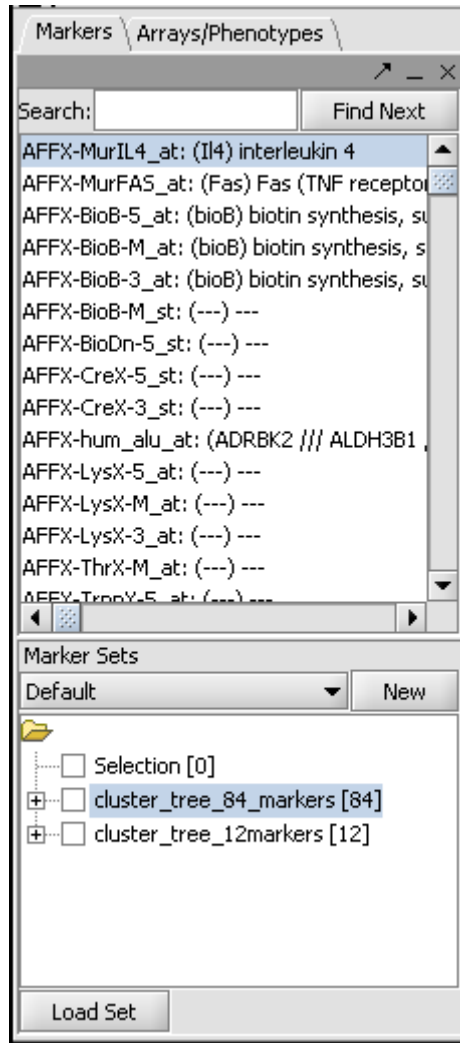 Markers Arrays/Phenotypes
Search: Find Next
AFFX-MurIL4_at: (Il4) interleukin 4
AFFX-MurFAS_at: (Fas) Fas (TNF receptor
AFFX-BioB-5_at: (bioB) biotin synthesis, su
AFFX-BioB-M_at: (bioB) biotin synthesis, s
AFFX-BioB-3_at: (bioB) biotin synthesis, su
AFFX-BioB-M_st: (---) ---
AFFX-BioDn-5_st: (---) ---
AFFX-CreX-5_st: (---) ---
AFFX-CreX-3_st: (---) ---
AFFX-hum_alu_at: (ADRBK2 /// ALDH3B1 ,
AFFX-LysX-5_at: (---) ---
AFFX-LysX-M_at: (---) ---
AFFX-LysX-3_at: (---) ---
AFFX-ThrX-M_at: (---) ---
AFFX-TrpnX-5_at: (---) ---
Marker Sets
Default New
Selection [0]
cluster_tree_84_markers [84]
cluster_tree_12markers [12]
Load Set